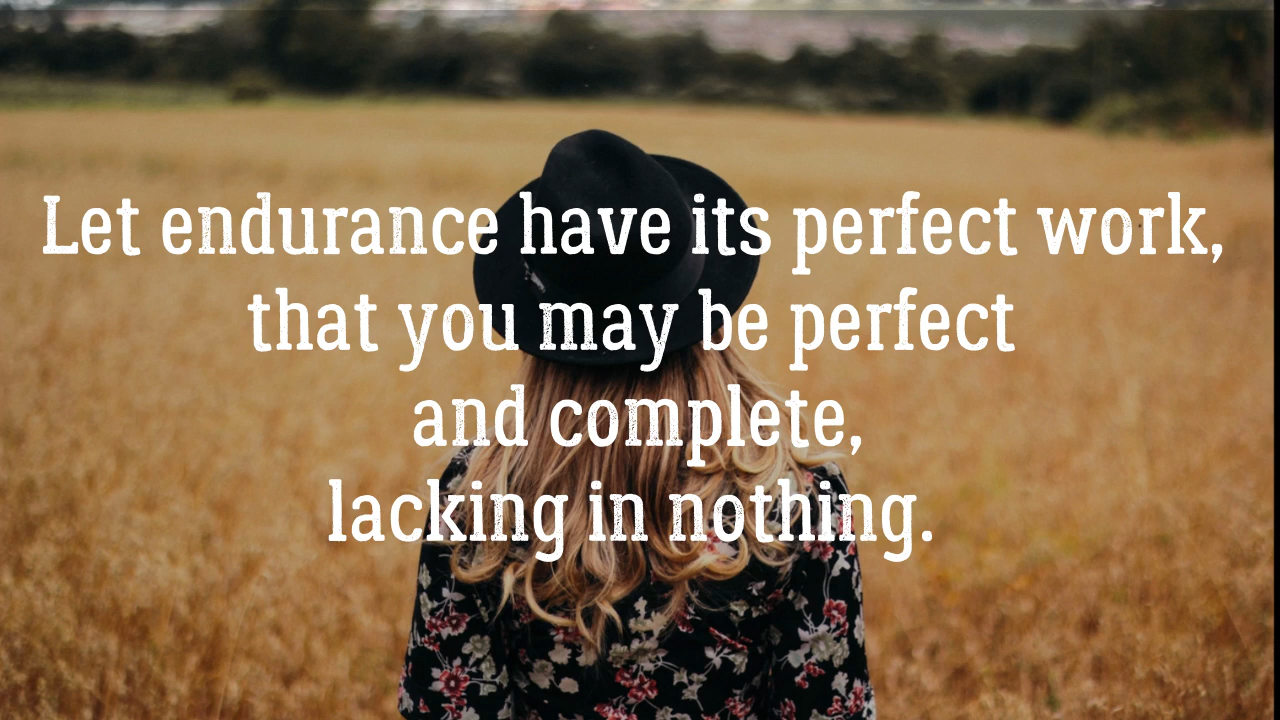 Let endurance have its perfect work,
that you may be perfect
and complete,
lacking in nothing.